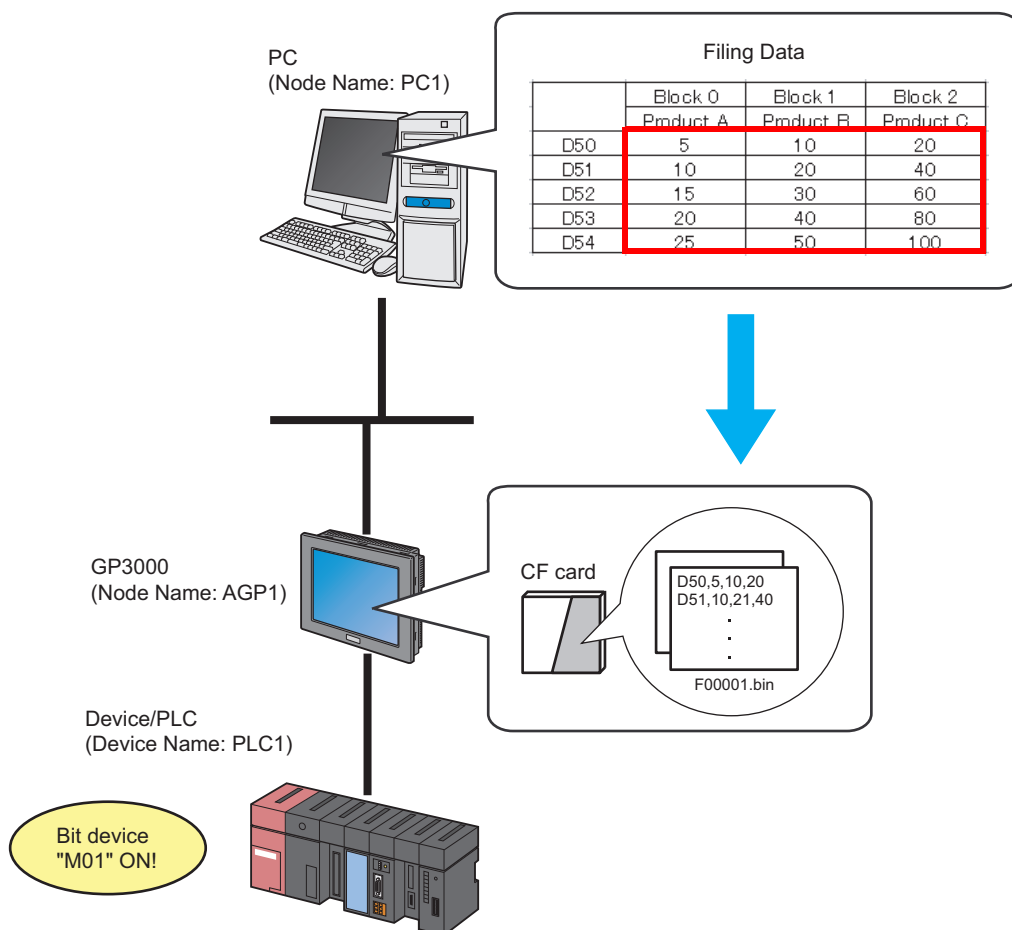 PC
(Node Name: PC1)
Filing Data
Block 0 Block 1 Block 2
Product A Product B Product C
D50 5 10 20
D51 10 20 40
D52 15 30 60
D53 20 40 80
D54 25 50 100
GP3000
(Node Name: AGP1)
CF card
D50,5,10,20
D51,10,21,40
.
.
.
F00001.bin
Device/PLC
(Device Name: PLC1)
Bit device
"M01" ON!